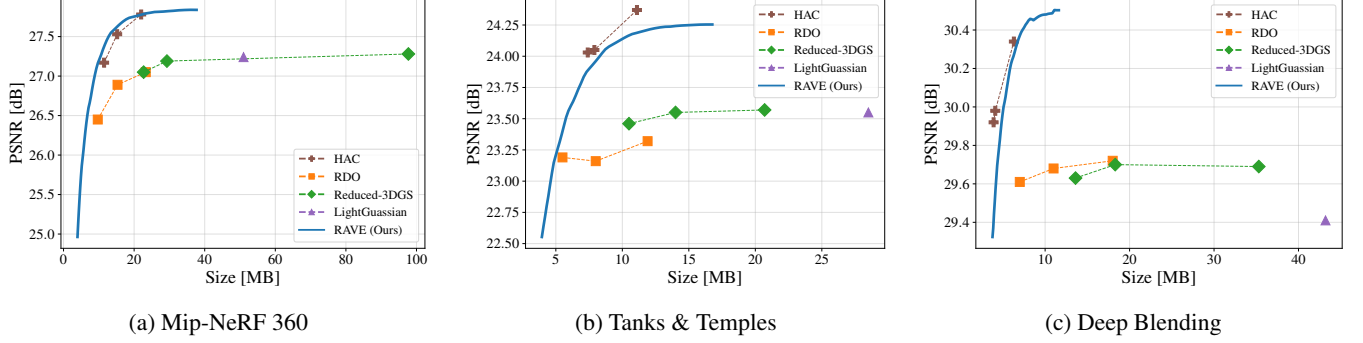 PSNR [dB]
27.5
27.0
26.5
26.0
25.5
25.0
0
20
40
60
80
100
Size [MB]
HAC
RDO
Reduced-3DGS
LightGuassian
RAVE (Ours)
(a) Mip-NeRF 360
PSNR [dB]
24.25
24.00
23.75
23.50
23.25
23.00
22.75
22.50
5
10
15
20
25
Size [MB]
HAC
RDO
Reduced-3DGS
LightGuassian
RAVE (Ours)
(b) Tanks & Temples
PSNR [dB]
30.4
30.2
30.0
29.8
29.6
29.4
10
20
30
40
Size [MB]
HAC
RDO
Reduced-3DGS
LightGuassian
RAVE (Ours)
(c) Deep Blending